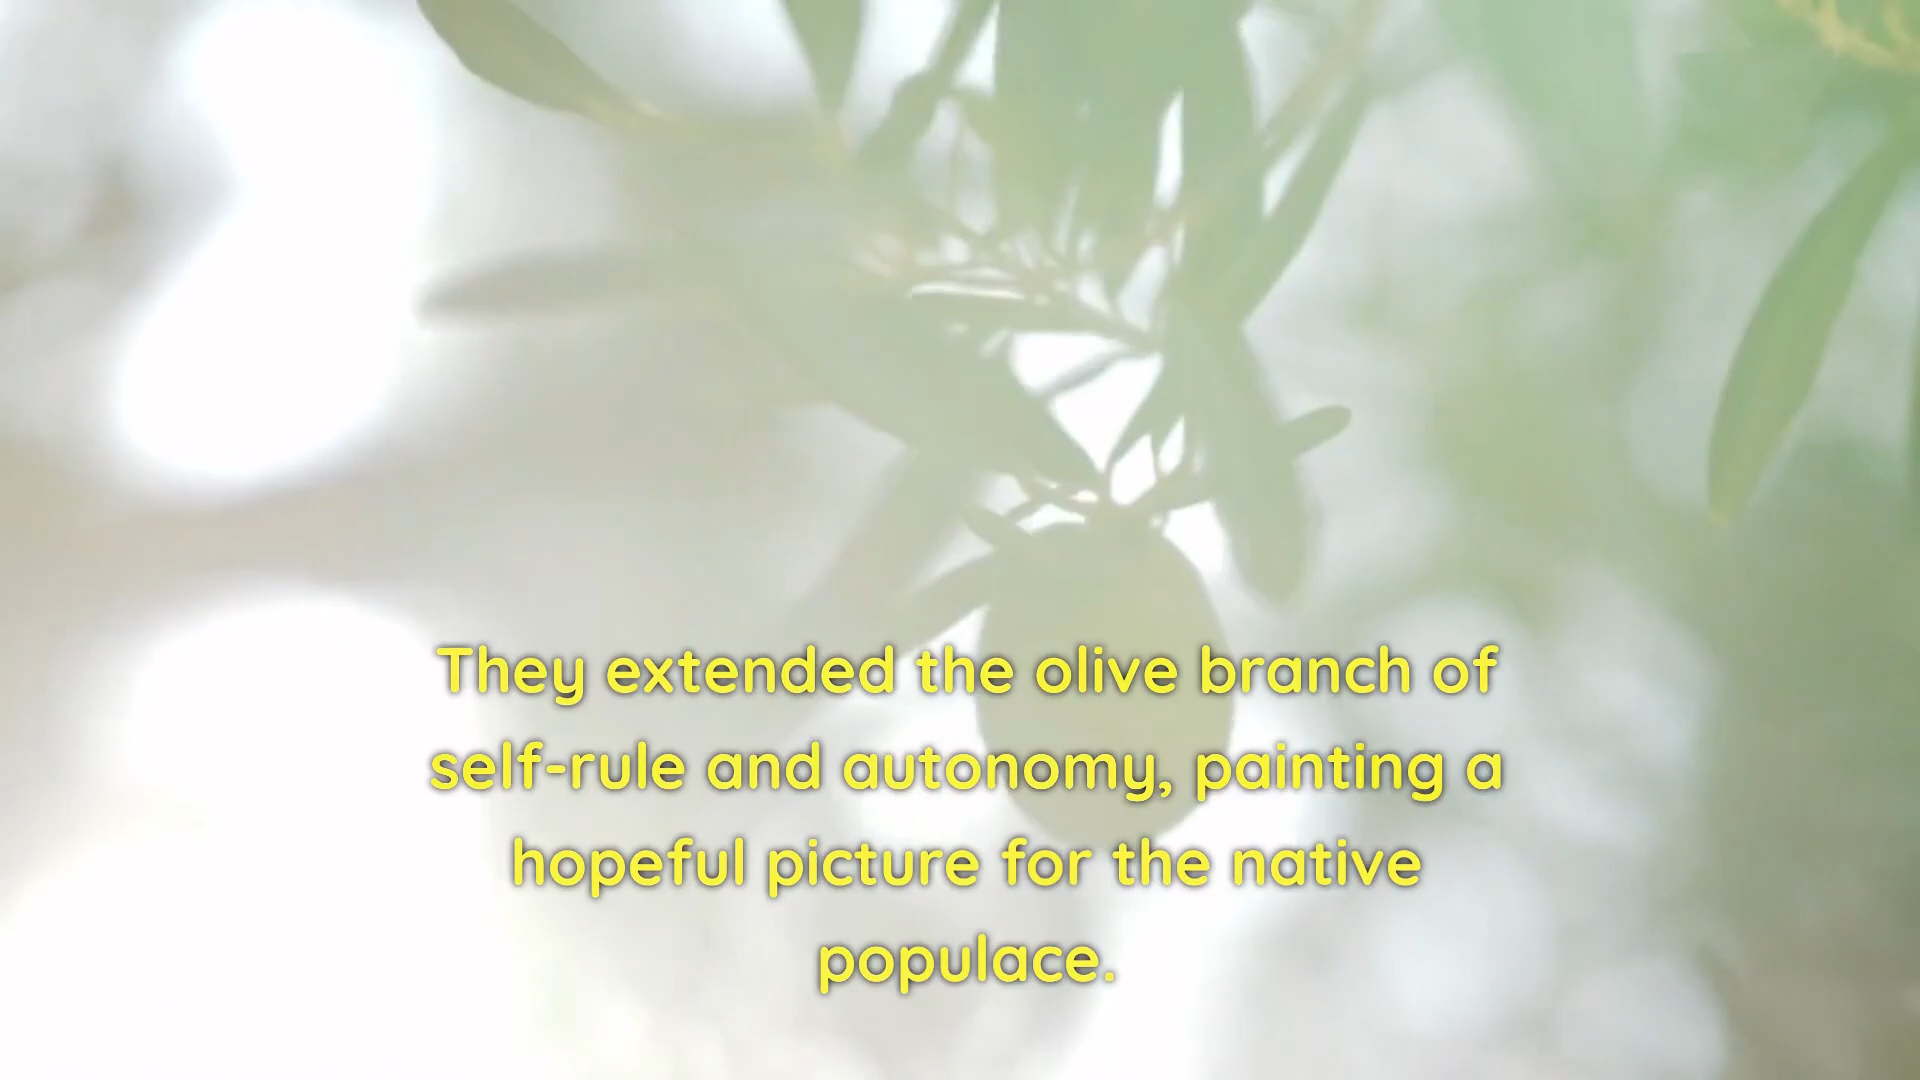 They extended the olive branch of
self-rule and autonomy, painting a
hopeful picture for the native
populace.